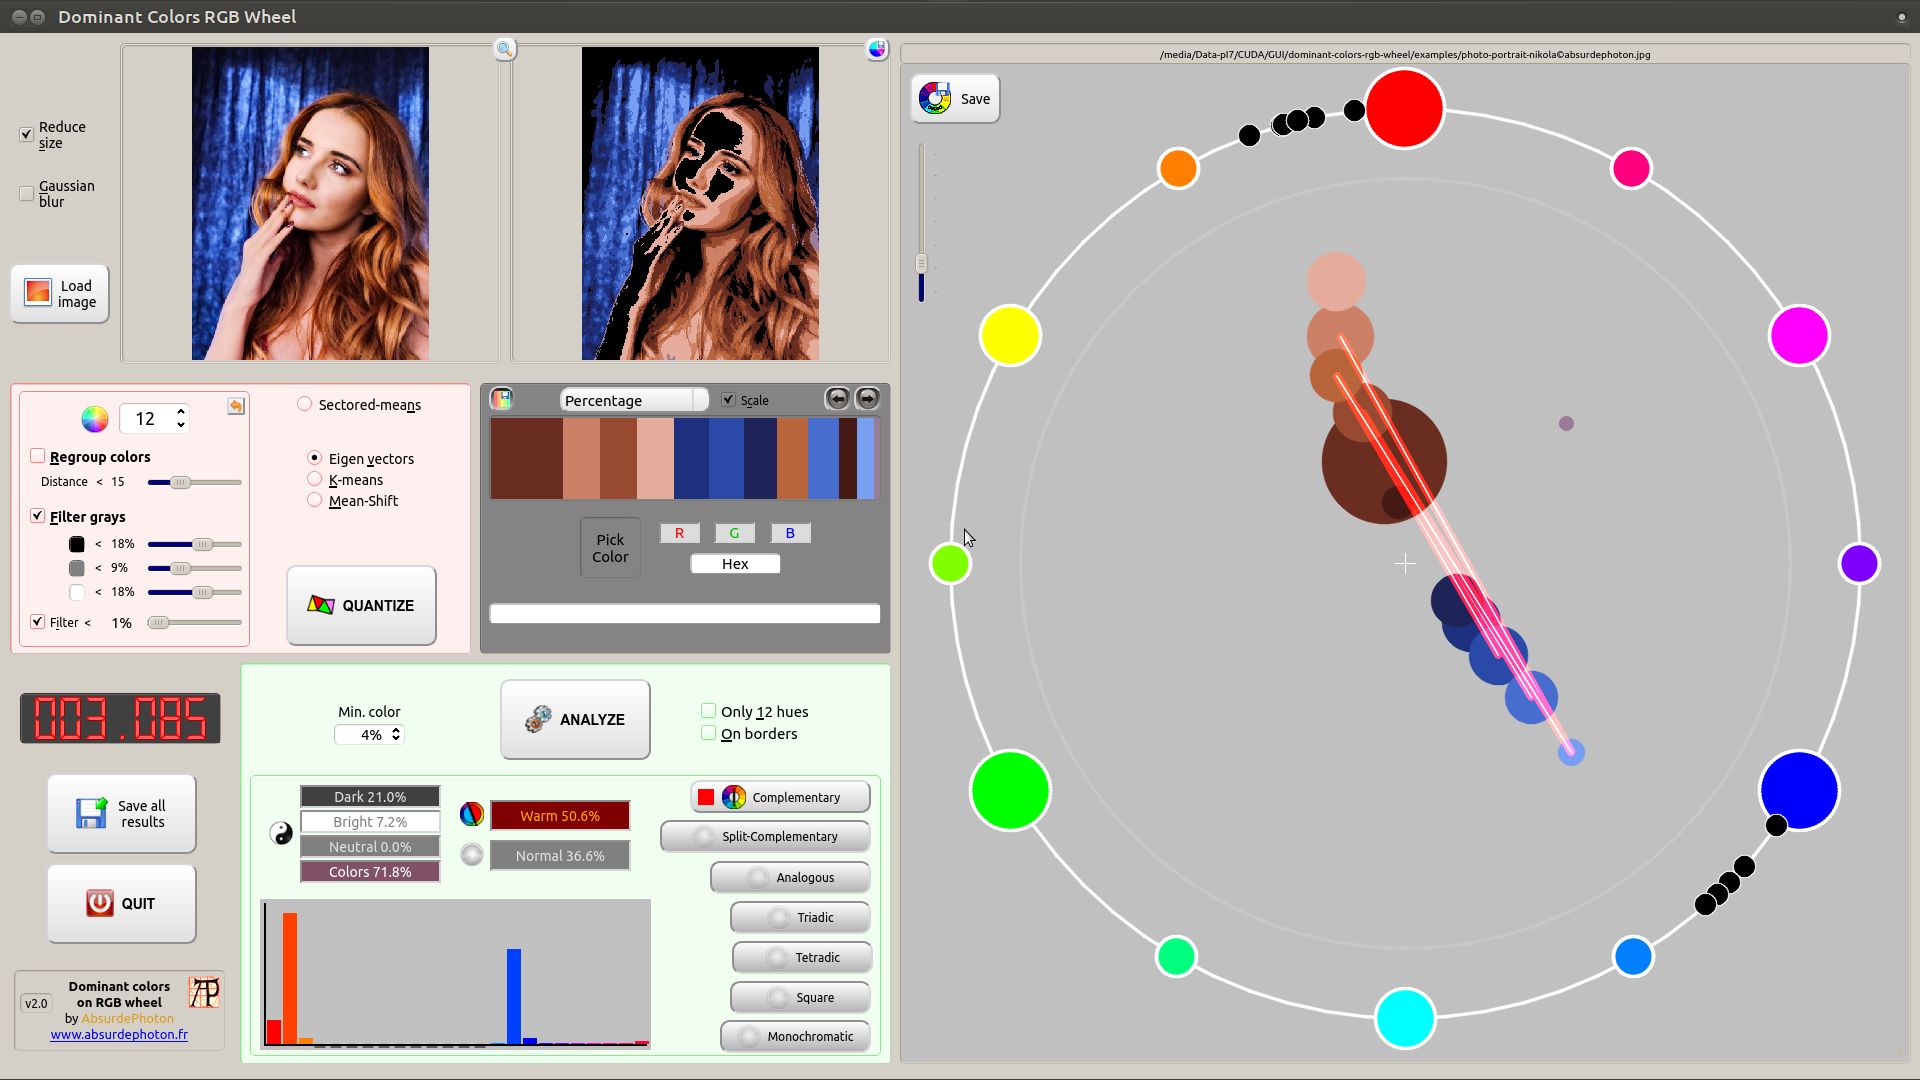 Dominant Colors RGB Wheel
/media/Data-pl7/CUDA/GUI/dominant-colors-rgb-wheel/examples/photo-portrait-nikola©absurdephoton.jpg
Save
Reduce
size
Gaussian
blur
Load
image
12
Sectored-means
Regroup colors
Distance < 15
Eigen vectors
K-means
Mean-Shift
Filter grays
< 18%
< 9%
< 18%
Filter < 1%
QUANTIZE
Percentage
Scale
Pick
Color
R
G
B
Hex
003.085
Min. color
4%
ANALYZE
Only 12 hues
On borders
Save all
results
QUIT
Dark 21.0%
Bright 7.2%
Neutral 0.0%
Colors 71.8%
Warm 50.6%
Normal 36.6%
Complementary
Split-Complementary
Analogous
Triadic
Tetradic
Square
Monochromatic
v2.0
Dominant colors
on RGB wheel
by AbsurdePhoton
www.absurdephoton.fr
AP